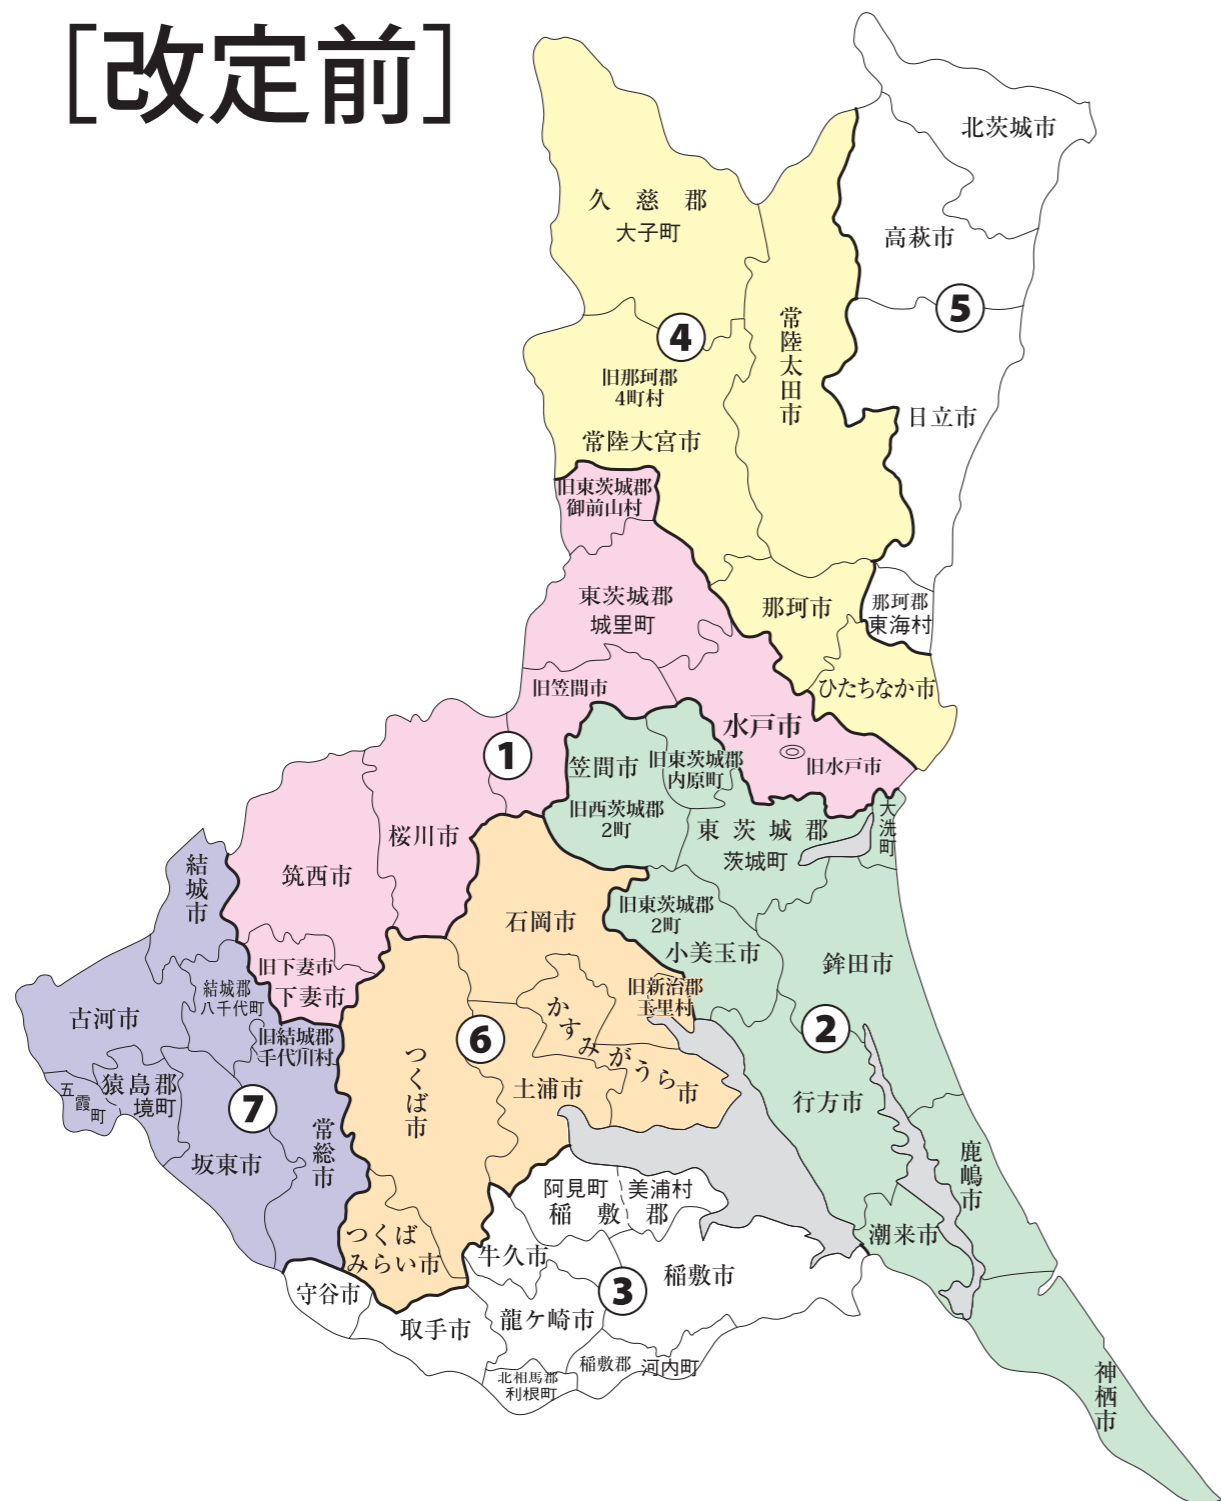 ［改定前］
北茨城市
久慈郡
大子町
高萩市
⑤
常陸太田市
④
旧那珂郡
4町村
日立市
常陸大宮市
旧東茨城郡
御前山村
東茨城郡
城里町
那珂市
那珂郡
東海村
旧笠間市
ひたちなか市
水戸市
旧水戸市
①
笠間市
旧東茨城郡
内原町
旧西茨城郡
2町
東茨城郡
茨城町
大洗町
桜川市
筑西市
結城市
石岡市
旧東茨城郡
2町
小美玉市
鉾田市
旧下妻市
下妻市
結城郡
八千代町
旧新治郡
玉里村
古河市
かすみがうら市
②
旧結城郡
千代川村
⑥
つくば市
五霞町
猿島郡
境町
⑦
土浦市
行方市
坂東市
常総市
鹿嶋市
阿見町
美浦村
稲敷郡
潮来市
つくば
みらい市
牛久市
稲敷市
守谷市
③
取手市
龍ケ崎市
稲敷郡
河内町
北相馬郡
利根町
神栖市